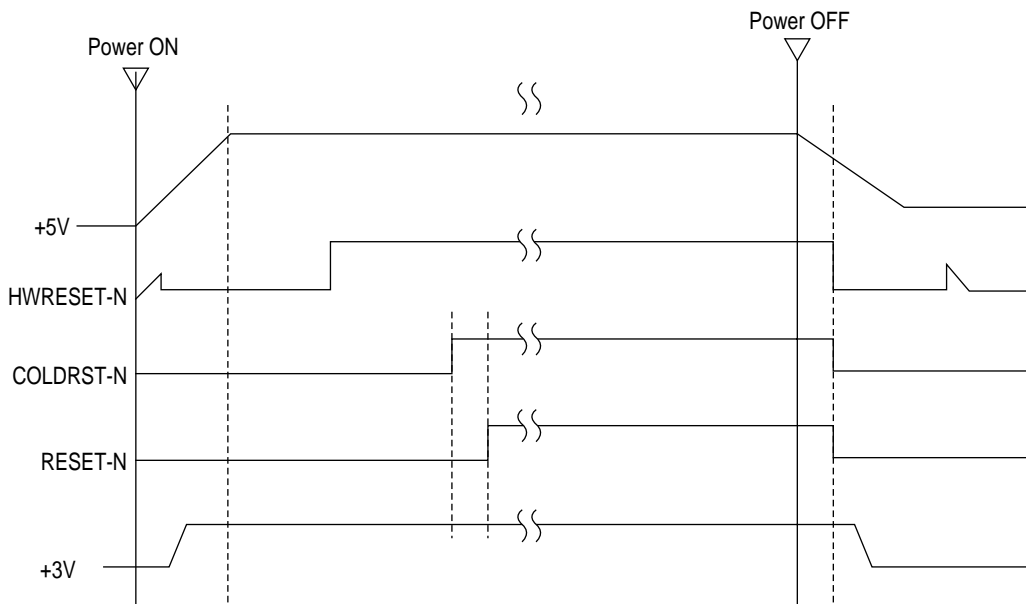 Power ON
Power OFF
+5V
HWRESET-N
COLDRST-N
RESET-N
+3V